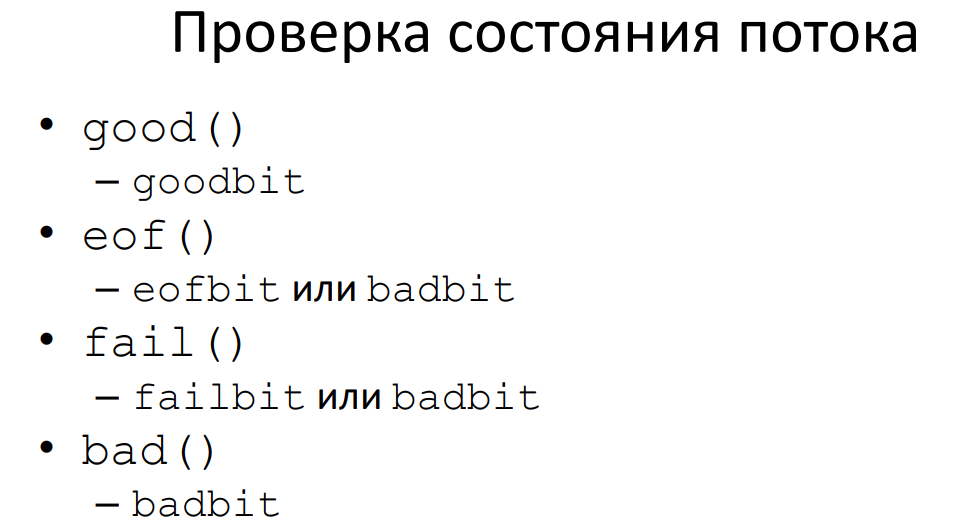 Проверка состояния потока
• good()
– goodbit
• eof()
– eofbit или badbit
• fail()
– failbit или badbit
• bad()
– badbit